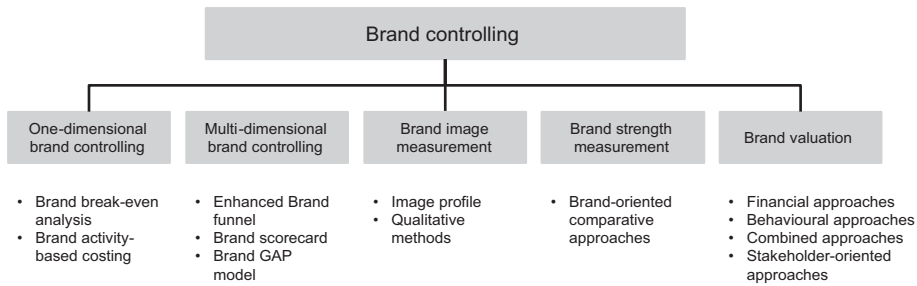 Brand controlling
One-dimensional
brand controlling
Multi-dimensional
brand controlling
Brand image
measurement
Brand strength
measurement
Brand valuation
• Brand break-even
analysis
• Brand activity-
based costing
• Enhanced Brand
funnel
• Brand scorecard
• Brand GAP
model
• Image profile
• Qualitative
methods
• Brand-oriented
comparative
approaches
• Financial approaches
• Behavioural approaches
• Combined approaches
• Stakeholder-oriented
approaches